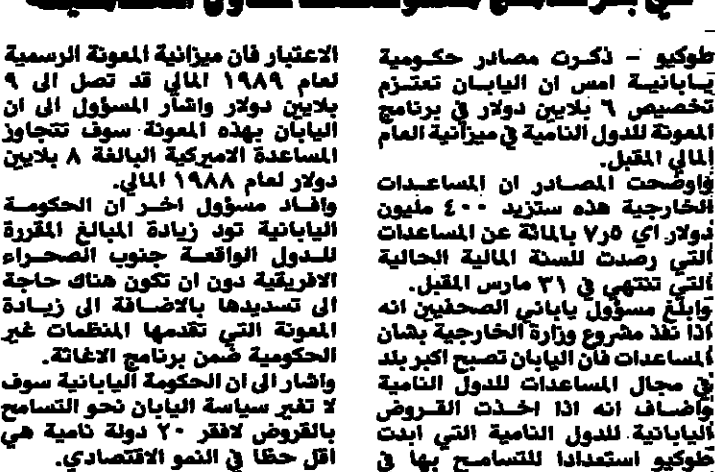 طوكيو - ذكرت مصادر حكومية
يابانية امس ان اليابان تعتزم
تخصيص ٦ بلايين دولار في برنامج
المعونة للدول النامية في ميزانية العام
المالي المقبل.
واوضحت المصادر ان المساعدات
الخارجية هذه ستزيد ٤٠٠ مليون
دولار اي ٧٫٥ بالمائة عن المساعدات
التي رصدت للسنة المالية الحالية
التي تنتهي في ٣١ مارس المقبل.
وابلغ مسؤول ياباني الصحفيين انه
اذا نفذ مشروع وزارة الخارجية بشان
المساعدات فان اليابان تصبح اكبر بلد
في مجال المساعدات للدول النامية
واضاف انه اذا اخذت القروض
اليابانية للدول النامية التي ابدت
طوكيو استعدادا للتسامح بها في
الاعتبار فان ميزانية المعونة الرسمية
لعام ١٩٨٩ المالي قد تصل الى ٩
بلايين دولار واشار المسؤول الى ان
اليابان بهذه المعونة سوف تتجاوز
المساعدة الاميركية البالغة ٨ بلايين
دولار لعام ١٩٨٨ المالي.
وافاد مسؤول اخر ان الحكومة
اليابانية تود زيادة المبالغ المقررة
للدول الواقعة جنوب الصحراء
الافريقية دون ان تكون هناك حاجة
الى تسديدها بالاضافة الى زيادة
المعونة التي تقدمها المنظمات غير
الحكومية ضمن برنامج الاغاثة.
واشار الى ان الحكومة اليابانية سوف
لا تغير سياسة اليابان نحو التسامح
بالقروض لافقر ٢٠ دولة نامية هي
اقل حظا في النمو الاقتصادي.